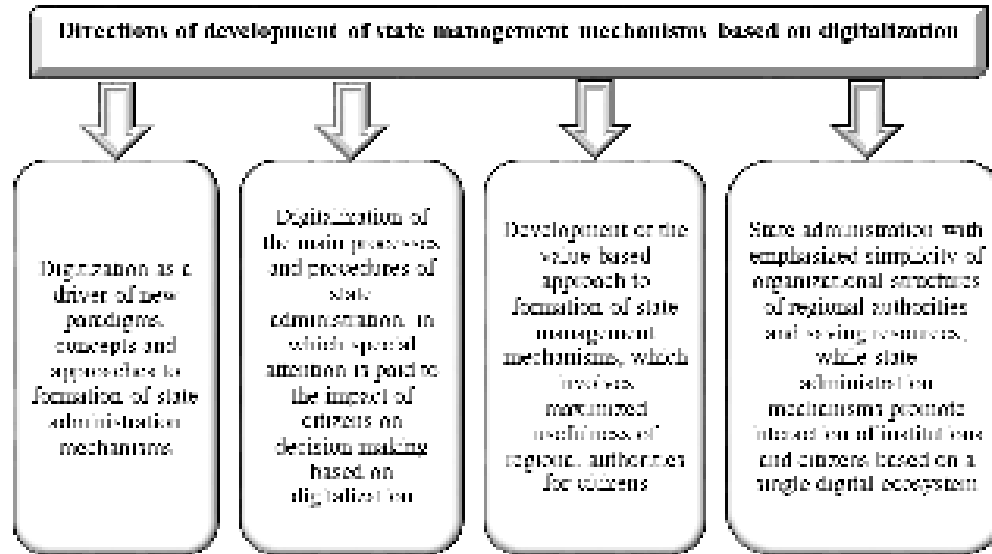 Directions of development of state management mechanisms based on digitalization
Digitization as a
driver of new
paradigms,
concepts and
approaches to
formation of state
administration
mechanisms
Digitalization of
the main processes
and procedures of
state
administration, in
which special
attention is paid to
the impact of
citizens on
decision making
based on
digitalization
Development of the
value based
approach to
formation of state
management
mechanisms, which
involves
maximized
usefulness of
regional authorities
for citizens
State administration with
emphasized simplicity of
organizational structures
of regional authorities
and saving resources,
while state
administration
mechanisms promote
interaction of institutions
and citizens based on a
single digital ecosystem